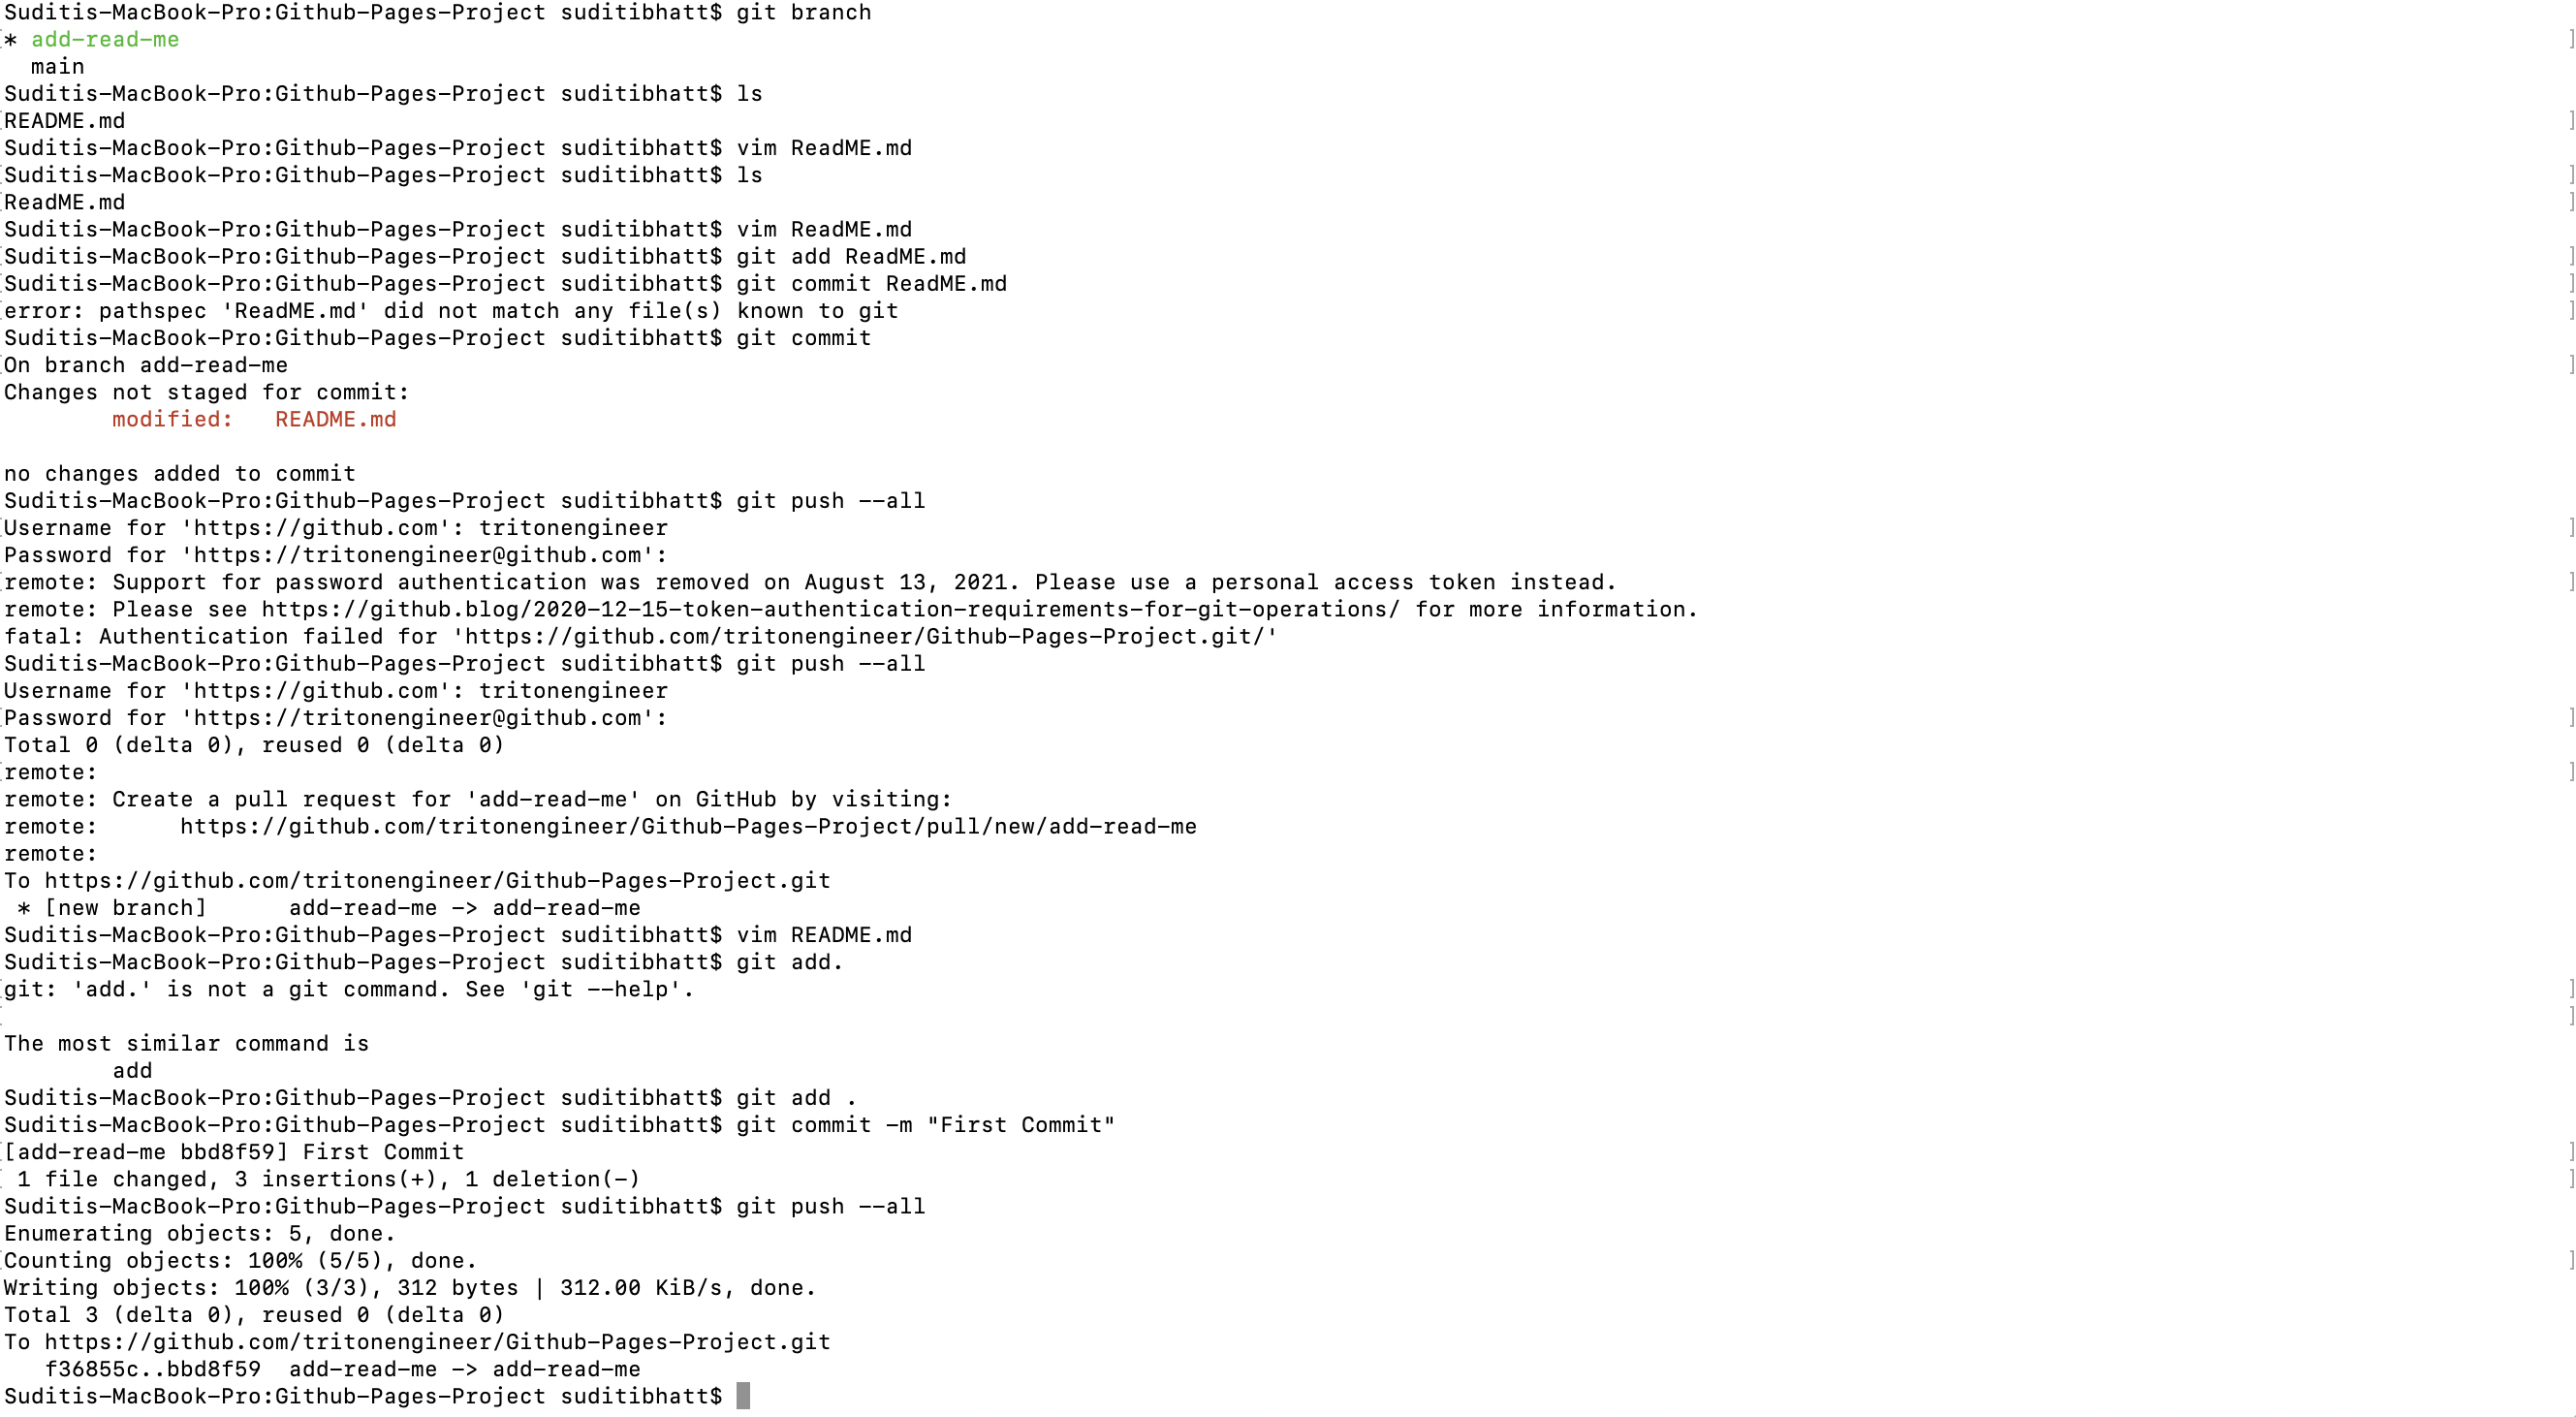 Suditis-MacBook-Pro:Github-Pages-Project suditibhatt$ git branch
* add-read-me
  main
Suditis-MacBook-Pro:Github-Pages-Project suditibhatt$ ls
README.md
Suditis-MacBook-Pro:Github-Pages-Project suditibhatt$ vim ReadME.md
Suditis-MacBook-Pro:Github-Pages-Project suditibhatt$ ls
ReadME.md
Suditis-MacBook-Pro:Github-Pages-Project suditibhatt$ vim ReadME.md
Suditis-MacBook-Pro:Github-Pages-Project suditibhatt$ git add ReadME.md
Suditis-MacBook-Pro:Github-Pages-Project suditibhatt$ git commit ReadME.md
error: pathspec 'ReadME.md' did not match any file(s) known to git
Suditis-MacBook-Pro:Github-Pages-Project suditibhatt$ git commit
On branch add-read-me
Changes not staged for commit:
        modified:   README.md

no changes added to commit
Suditis-MacBook-Pro:Github-Pages-Project suditibhatt$ git push --all
Username for 'https://github.com': tritonengineer
Password for 'https://tritonengineer@github.com':
remote: Support for password authentication was removed on August 13, 2021. Please use a personal access token instead.
remote: Please see https://github.blog/2020-12-15-token-authentication-requirements-for-git-operations/ for more information.
fatal: Authentication failed for 'https://github.com/tritonengineer/Github-Pages-Project.git/'
Suditis-MacBook-Pro:Github-Pages-Project suditibhatt$ git push --all
Username for 'https://github.com': tritonengineer
Password for 'https://tritonengineer@github.com':
Total 0 (delta 0), reused 0 (delta 0)
remote:
remote: Create a pull request for 'add-read-me' on GitHub by visiting:
remote:      https://github.com/tritonengineer/Github-Pages-Project/pull/new/add-read-me
remote:
To https://github.com/tritonengineer/Github-Pages-Project.git
 * [new branch]      add-read-me -> add-read-me
Suditis-MacBook-Pro:Github-Pages-Project suditibhatt$ vim README.md
Suditis-MacBook-Pro:Github-Pages-Project suditibhatt$ git add.
git: 'add.' is not a git command. See 'git --help'.

The most similar command is
        add
Suditis-MacBook-Pro:Github-Pages-Project suditibhatt$ git add .
Suditis-MacBook-Pro:Github-Pages-Project suditibhatt$ git commit -m "First Commit"
[add-read-me bbd8f59] First Commit
 1 file changed, 3 insertions(+), 1 deletion(-)
Suditis-MacBook-Pro:Github-Pages-Project suditibhatt$ git push --all
Enumerating objects: 5, done.
Counting objects: 100% (5/5), done.
Writing objects: 100% (3/3), 312 bytes | 312.00 KiB/s, done.
Total 3 (delta 0), reused 0 (delta 0)
To https://github.com/tritonengineer/Github-Pages-Project.git
   f36855c..bbd8f59  add-read-me -> add-read-me
Suditis-MacBook-Pro:Github-Pages-Project suditibhatt$